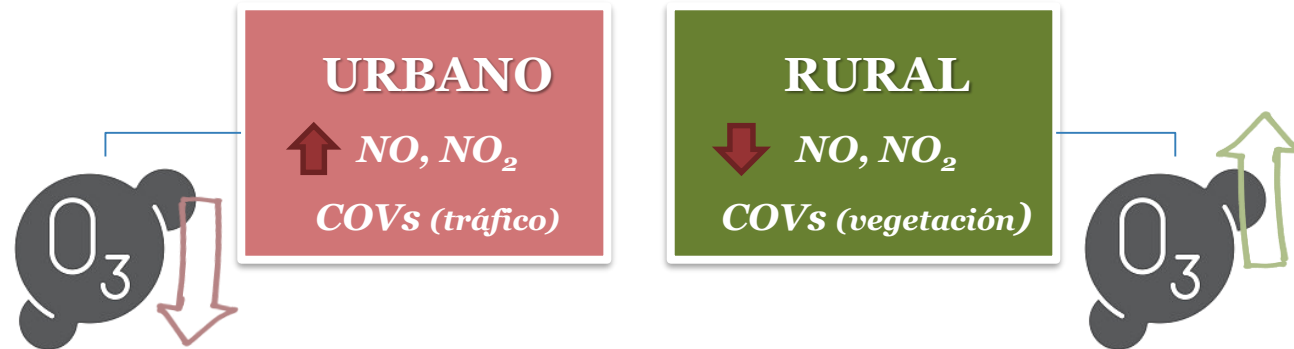 URBANO
NO, NO₂
COVs (tráfico)
O₃
RURAL
NO, NO₂
COVs (vegetación)
O₃